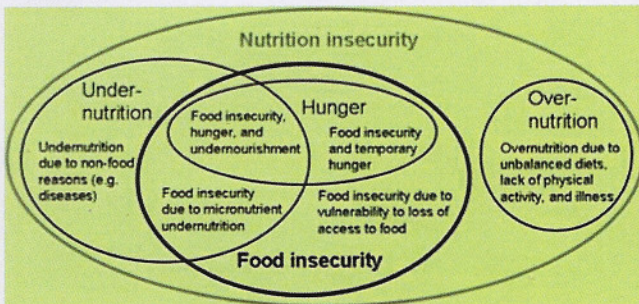 Nutrition insecurity
Under-
nutrition
Undernutrition
due to non-food
reasons (e.g.
diseases)
Food insecurity,
hunger, and
undernourishment
Hunger
Food insecurity
and temporary
hunger
Food insecurity
due to micronutrient
undernutrition
Food insecurity due to
vulnerability to loss of
access to food
Food insecurity
Over-
nutrition
Overnutrition due to
unbalanced diets,
lack of physical
activity, and illness